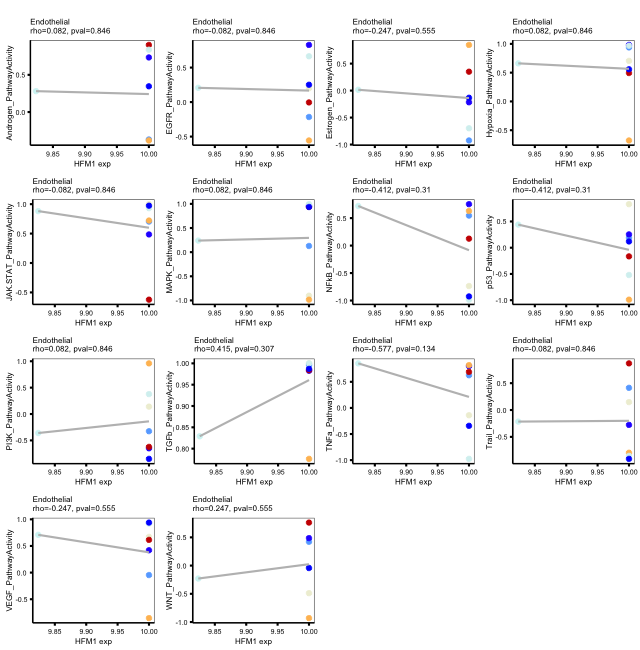 Endothelial
rho=0.082, pval=0.846
Androgen_PathwayActivity
0.5
0.0
9.85
9.90
9.95
10.00
HFM1 exp
Endothelial
rho=-0.082, pval=0.846
EGFR_PathwayActivity
0.5
0.0
-0.5
9.85
9.90
9.95
10.00
HFM1 exp
Endothelial
rho=-0.247, pval=0.555
Estrogen_PathwayActivity
0.5
0.0
-0.5
-1.0
9.85
9.90
9.95
10.00
HFM1 exp
Endothelial
rho=0.082, pval=0.846
Hypoxia_PathwayActivity
1.0
0.5
0.0
-0.5
9.85
9.90
9.95
10.00
HFM1 exp
Endothelial
rho=-0.082, pval=0.846
JAK.STAT_PathwayActivity
1.0
0.5
0.0
-0.5
9.85
9.90
9.95
10.00
HFM1 exp
Endothelial
rho=0.082, pval=0.846
MAPK_PathwayActivity
1.0
0.5
0.0
-0.5
-1.0
9.85
9.90
9.95
10.00
HFM1 exp
Endothelial
rho=-0.412, pval=0.31
NFkB_PathwayActivity
0.5
0.0
-0.5
-1.0
9.85
9.90
9.95
10.00
HFM1 exp
Endothelial
rho=-0.412, pval=0.31
p53_PathwayActivity
0.5
0.0
-0.5
-1.0
9.85
9.90
9.95
10.00
HFM1 exp
Endothelial
rho=0.082, pval=0.846
PI3K_PathwayActivity
1.0
0.5
0.0
-0.5
9.85
9.90
9.95
10.00
HFM1 exp
Endothelial
rho=0.415, pval=0.307
TGFb_PathwayActivity
1.00
0.95
0.90
0.85
0.80
9.85
9.90
9.95
10.00
HFM1 exp
Endothelial
rho=-0.577, pval=0.134
TNFa_PathwayActivity
0.5
0.0
-0.5
-1.0
9.85
9.90
9.95
10.00
HFM1 exp
Endothelial
rho=-0.082, pval=0.846
Trail_PathwayActivity
0.5
0.0
-0.5
9.85
9.90
9.95
10.00
HFM1 exp
Endothelial
rho=-0.247, pval=0.555
VEGF_PathwayActivity
1.0
0.5
0.0
-0.5
9.85
9.90
9.95
10.00
HFM1 exp
Endothelial
rho=0.247, pval=0.555
WNT_PathwayActivity
0.5
0.0
-0.5
-1.0
9.85
9.90
9.95
10.00
HFM1 exp